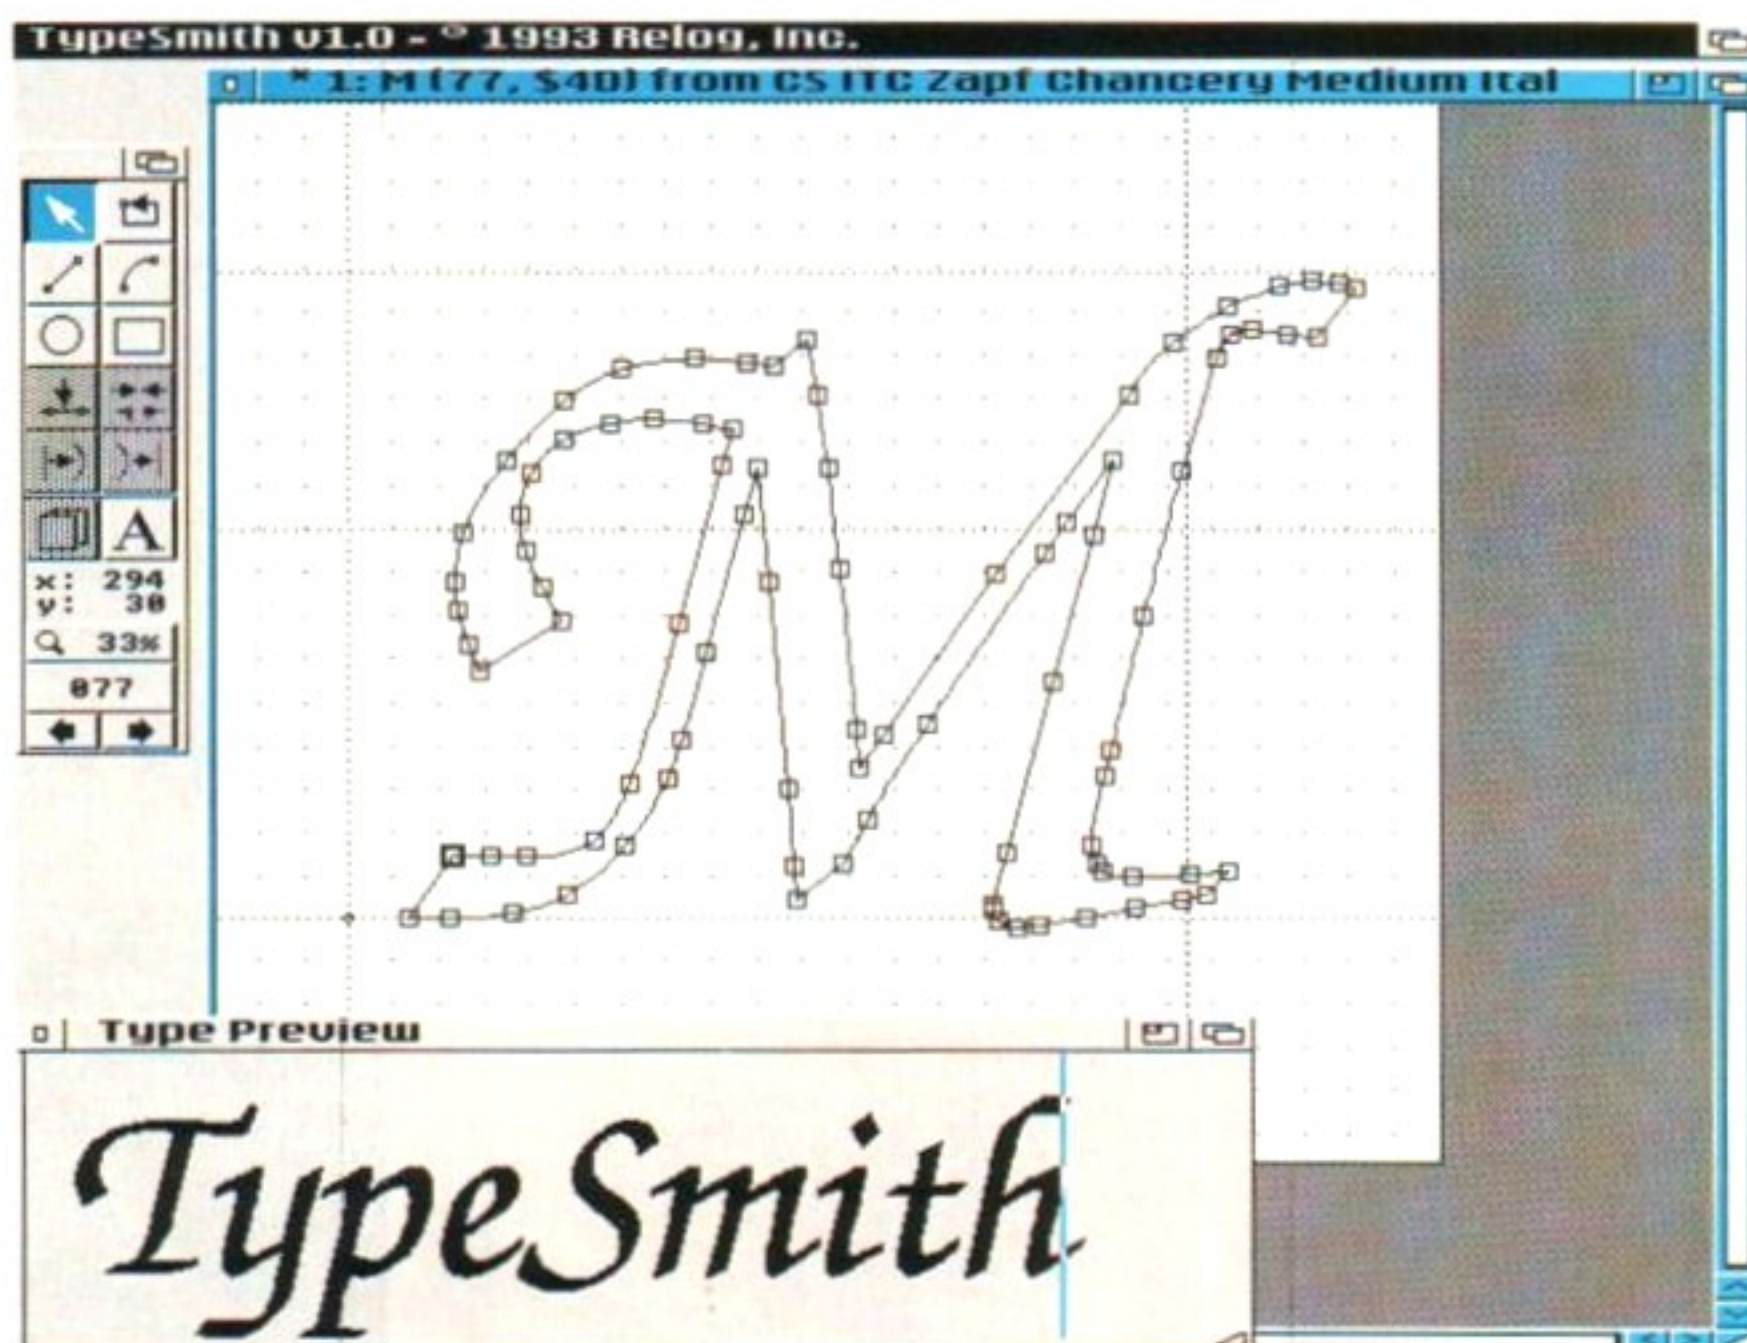 TypeSmith v1.0 - © 1993 Relog, Inc.
* 1: M (77, $4D) from CS ITC Zapf Chancery Medium Ital
A
x: 294
y: 30
33%
077
Type Preview
TypeSmith